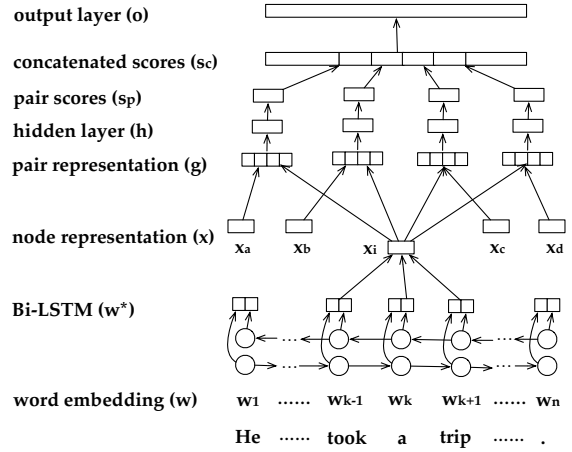 output layer (o)
concatenated scores (sc)
pair scores (sp)
hidden layer (h)
pair representation (g)
node representation (x)
xa xb xi xc xd
Bi-LSTM (w*)
... ...
... ...
word embedding (w) w1 ...... wk-1 wk wk+1 ...... wn
He ...... took a trip ...... .